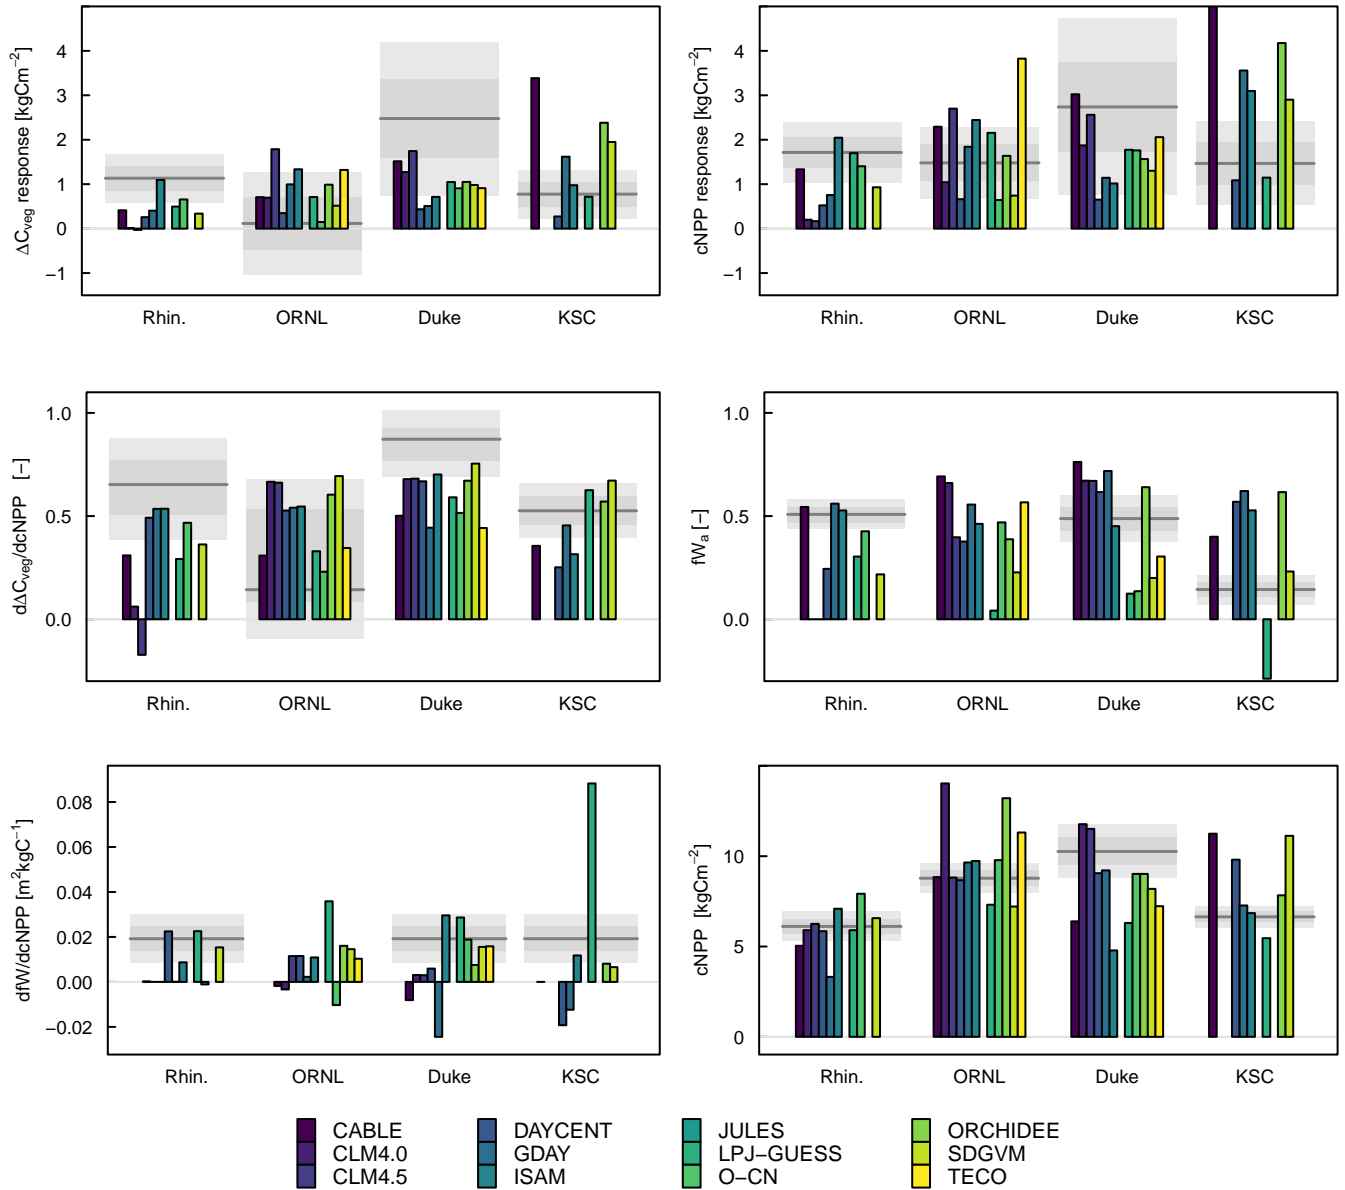 ΔCveg response [kgCm−2]
4
3
2
1
0
−1
Rhin. ORNL Duke KSC
cNPP response [kgCm−2]
4
3
2
1
0
−1
Rhin. ORNL Duke KSC
dΔCveg/dcNPP [−]
1.0
0.5
0.0
Rhin. ORNL Duke KSC
fWa [−]
1.0
0.5
0.0
Rhin. ORNL Duke KSC
dfW/dcNPP [m2kgC−1]
0.08
0.06
0.04
0.02
0.00
−0.02
Rhin. ORNL Duke KSC
cNPP [kgCm−2]
10
5
0
Rhin. ORNL Duke KSC
CABLE DAYCENT JULES ORCHIDEE
CLM4.0 GDAY LPJ−GUESS SDGVM
CLM4.5 ISAM O−CN TECO